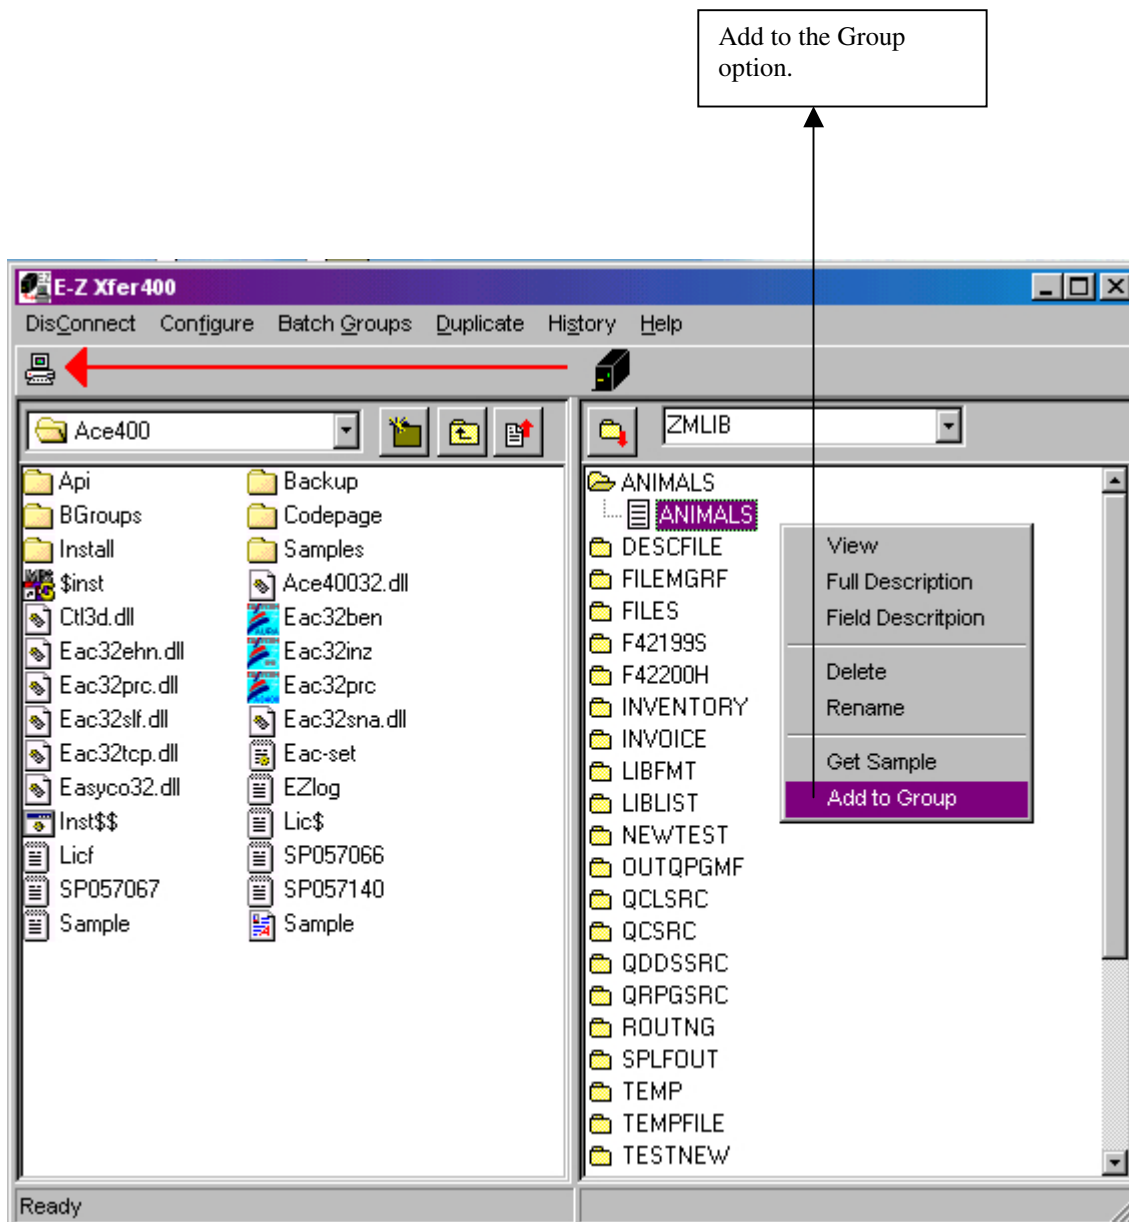 Add to the Group
option.
E-Z Xfer400
DisConnect Configure Batch Groups Duplicate History Help
Ace400
ZMLIB
Api
Backup
BGroups
Codepage
Install
Samples
$inst
Ace40032.dll
Ctl3d.dll
Eac32ben
Eac32ehn.dll
Eac32inz
Eac32prc.dll
Eac32prc
Eac32slf.dll
Eac32sna.dll
Eac32tcp.dll
Eac-set
Easyco32.dll
EZlog
Inst$$
Lic$
Licf
SP057066
SP057067
SP057140
Sample
Sample
ANIMALS
ANIMALS
DESCFILE
FILEMGRF
FILES
F42199S
F42200H
INVENTORY
INVOICE
LIBFMT
LIBLIST
NEWTEST
OUTQPGMF
QCLSRC
QCSRC
QDDSSRC
QRPGSRC
ROUTNG
SPLFOUT
TEMP
TEMPFILE
TESTNEW
View
Full Description
Field Descritpion
Delete
Rename
Get Sample
Add to Group
Ready